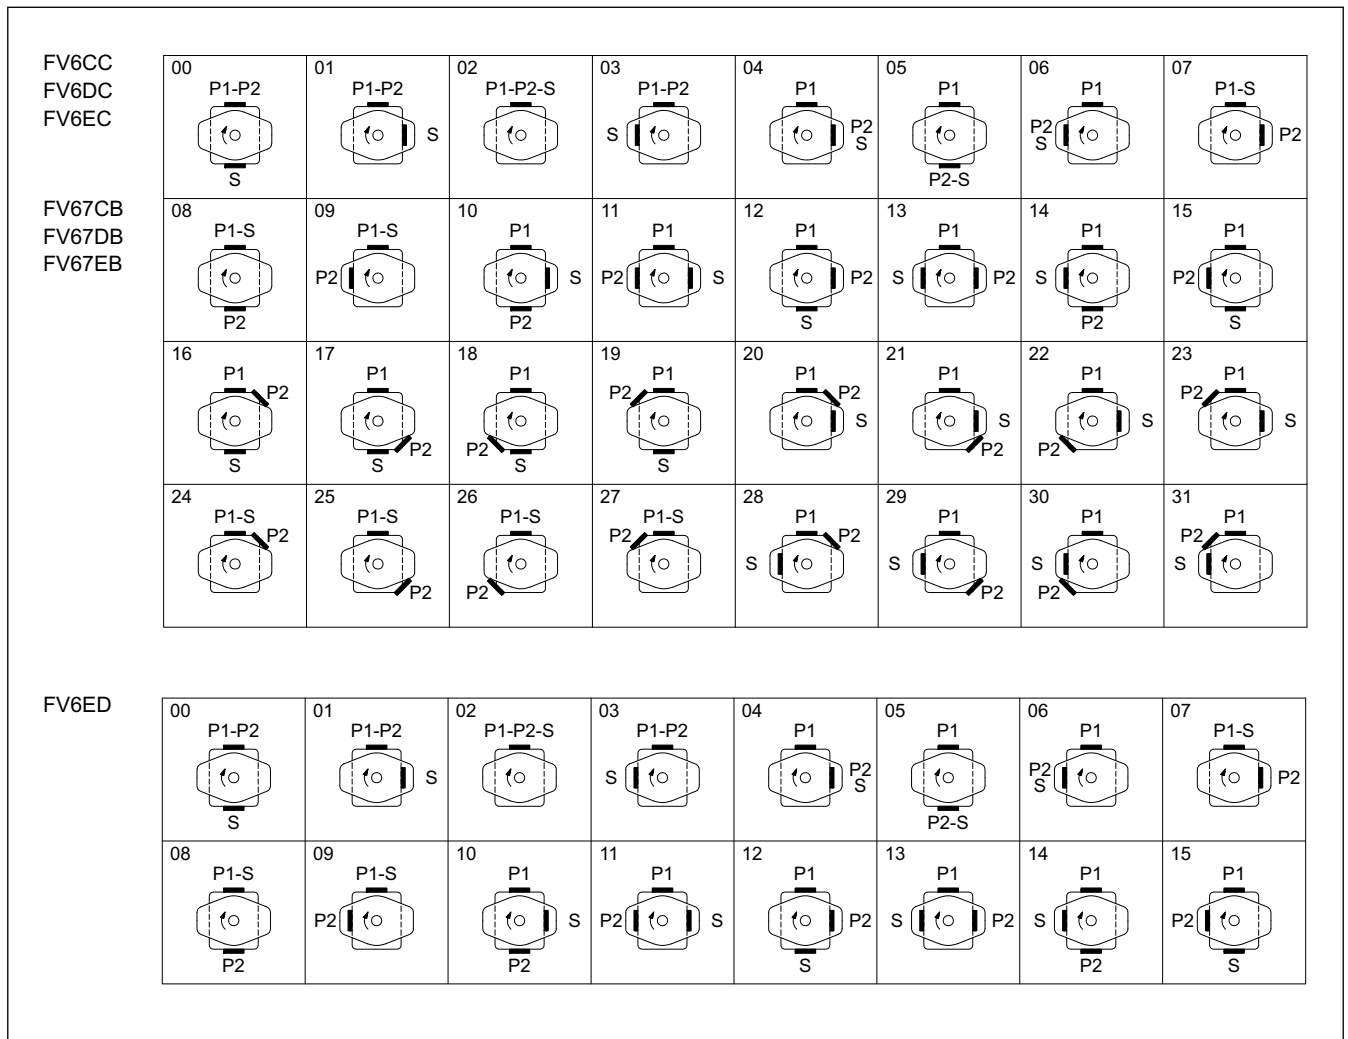 FV6CC
FV6DC
FV6EC
00 01 02 03 04 05 06 07
P1-P2 P1-P2 P1-P2-S P1-P2 P1 P1 P1 P1-S
S S P2 P2 P2
S S
S P2-S
FV67CB
FV67DB
FV67EB
08 09 10 11 12 13 14 15
P1-S P1-S P1 P1 P1 P1 P1 P1
P2 S P2 S P2 S P2 S P2
P2 P2 S P2 S
16 17 18 19 20 21 22 23
P1 P1 P1 P1 P1 P1 P1 P1
P2 P2 P2 P2
S S S S
P2 P2 P2 P2
S S S S
24 25 26 27 28 29 30 31
P1-S P1-S P1-S P1-S P1 P1 P1 P1
P2 P2 P2 P2
S S S S
P2 P2 P2 P2
FV6ED
00 01 02 03 04 05 06 07
P1-P2 P1-P2 P1-P2-S P1-P2 P1 P1 P1 P1-S
S S P2 P2 P2
S S
S P2-S
08 09 10 11 12 13 14 15
P1-S P1-S P1 P1 P1 P1 P1 P1
P2 S P2 S P2 S P2 S P2
P2 P2 S P2 S